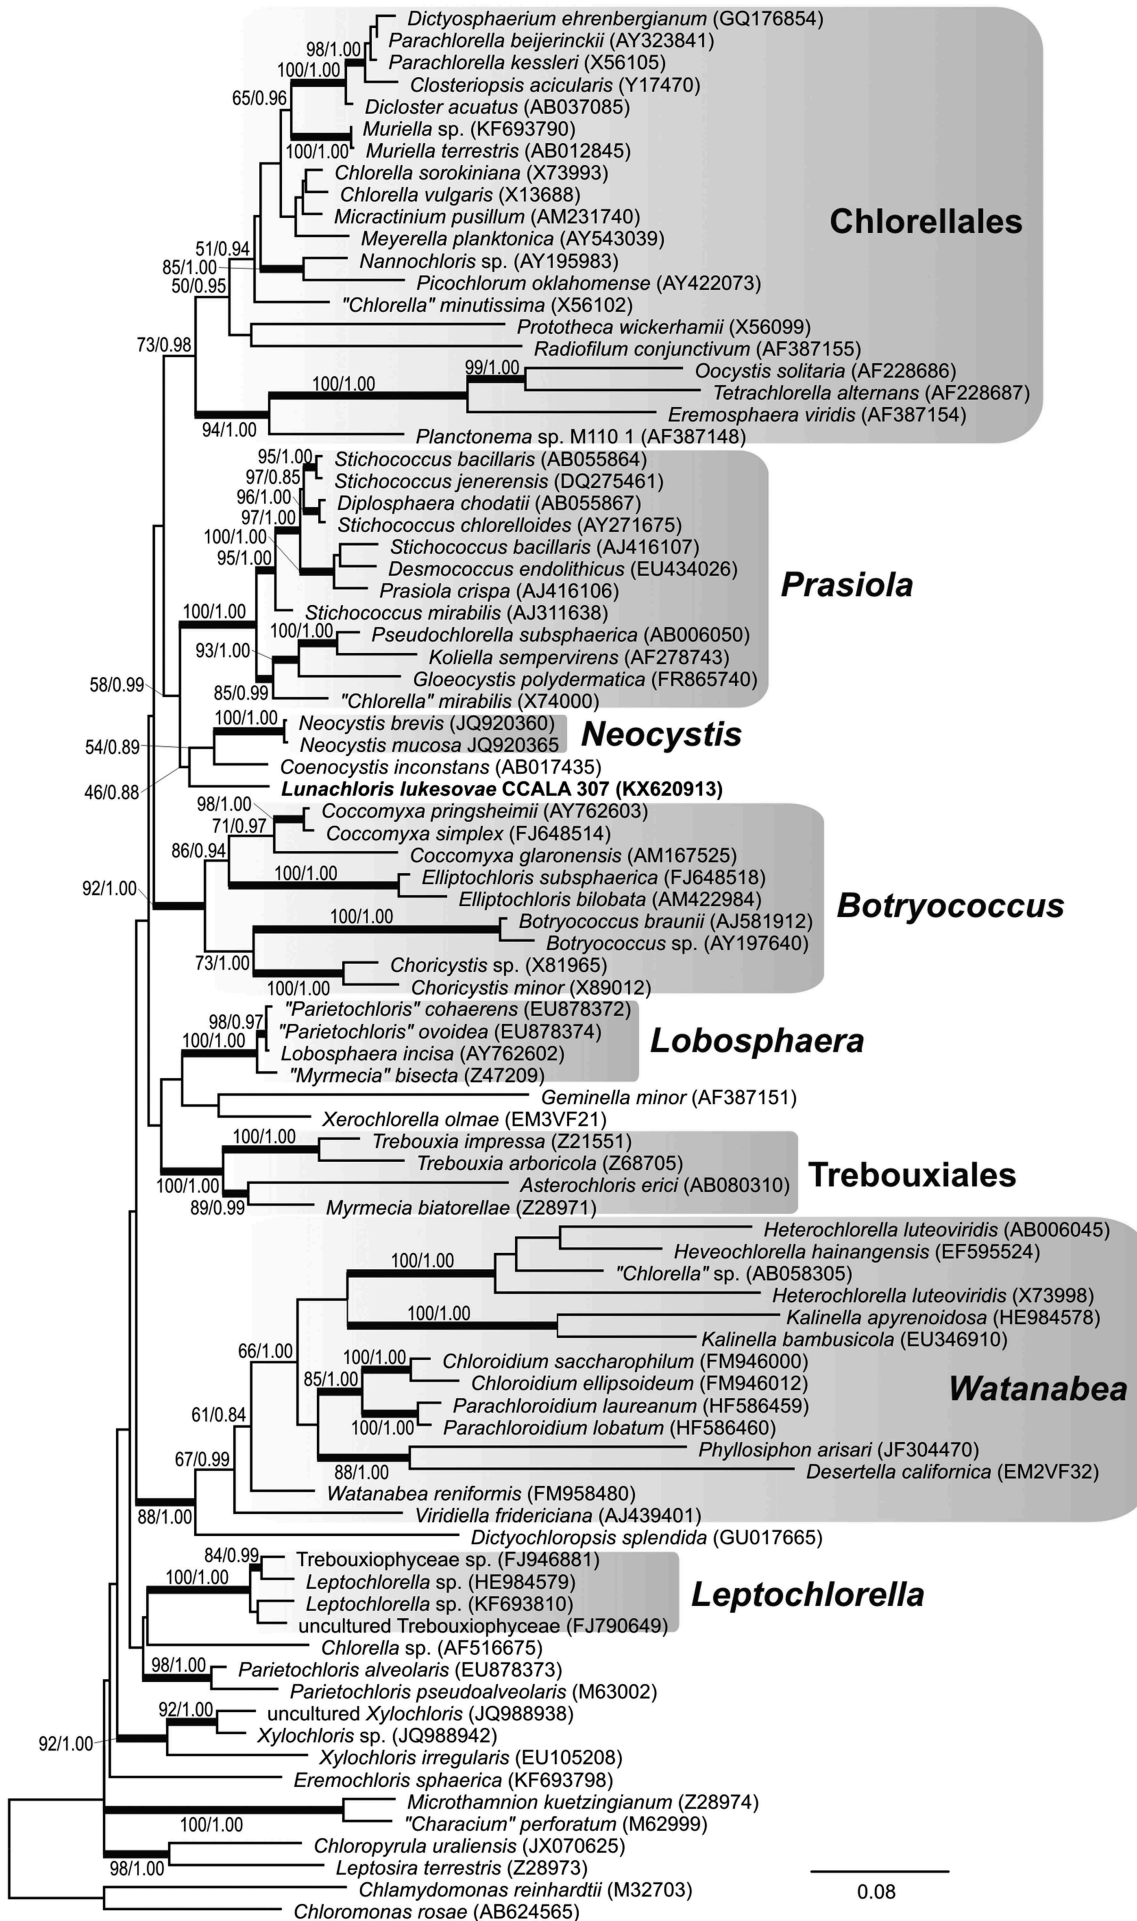 Dictyosphaerium ehrenbergianum (GQ176854)
98/1.00
Parachlorella beijerinckii (AY323841)
Parachlorella kessleri (X56105)
100/1.00
Closteriopsis acicularis (Y17470)
65/0.96
Dicloster acuatus (AB037085)
Muriella sp. (KF693790)
100/1.00
Muriella terrestris (AB012845)
Chlorella sorokiniana (X73993)
Chlorella vulgaris (X13688)
Micractinium pusillum (AM231740)
Chlorellales
Meyerella planktonica (AY543039)
51/0.94
Nannochloris sp. (AY195983)
85/1.00
Picochlorum oklahomense (AY422073)
50/0.95
"Chlorella" minutissima (X56102)
Prototheca wickerhamii (X56099)
73/0.98
Radiofilum conjunctivum (AF387155)
99/1.00
Oocystis solitaria (AF228686)
100/1.00
Tetrachlorella alternans (AF228687)
Eremosphaera viridis (AF387154)
94/1.00
Planctonema sp. M110 1 (AF387148)
95/1.00
Stichococcus bacillaris (AB055864)
97/0.85
Stichococcus jenerensis (DQ275461)
96/1.00
Diplosphaera chodatii (AB055867)
97/1.00
Stichococcus chlorelloides (AY271675)
100/1.00
Stichococcus bacillaris (AJ416107)
95/1.00
Desmococcus endolithicus (EU434026)
Prasiola
Prasiola crispa (AJ416106)
100/1.00
Stichococcus mirabilis (AJ311638)
100/1.00
Pseudochlorella subsphaerica (AB006050)
93/1.00
Koliella sempervirens (AF278743)
Gloeocystis polydermatica (FR865740)
58/0.99
85/0.99
"Chlorella" mirabilis (X74000)
100/1.00
Neocystis brevis (JQ920360)
Neocystis
54/0.89
Neocystis mucosa JQ920365
Coenocystis inconstans (AB017435)
46/0.88
Lunachloris lukesovae CCALA 307 (KX620913)
98/1.00
Coccomyxa pringsheimii (AY762603)
71/0.97
Coccomyxa simplex (FJ648514)
86/0.94
Coccomyxa glaronensis (AM167525)
100/1.00
Elliptochloris subsphaerica (FJ648518)
92/1.00
Elliptochloris bilobata (AM422984)
Botryococcus
100/1.00
Botryococcus braunii (AJ581912)
Botryococcus sp. (AY197640)
73/1.00
Choricystis sp. (X81965)
100/1.00
Choricystis minor (X89012)
"Parietochloris" cohaerens (EU878372)
98/0.97
"Parietochloris" ovoidea (EU878374)
Lobosphaera
100/1.00
Lobosphaera incisa (AY762602)
"Myrmecia" bisecta (Z47209)
Geminella minor (AF387151)
Xerochlorella olmae (EM3VF21)
100/1.00
Trebouxia impressa (Z21551)
Trebouxia arboricola (Z68705)
Trebouxiales
100/1.00
Asterochloris erici (AB080310)
89/0.99
Myrmecia biatorellae (Z28971)
Heterochlorella luteoviridis (AB006045)
Heveochlorella hainangensis (EF595524)
100/1.00
"Chlorella" sp. (AB058305)
Heterochlorella luteoviridis (X73998)
100/1.00
Kalinella apyrenoidosa (HE984578)
Kalinella bambusicola (EU346910)
66/1.00
100/1.00
Chloroidium saccharophilum (FM946000)
85/1.00
Chloroidium ellipsoideum (FM946012)
Watanabea
Parachloroidium laureanum (HF586459)
61/0.84
100/1.00
Parachloroidium lobatum (HF586460)
Phyllosiphon arisari (JF304470)
67/0.99
88/1.00
Desertella californica (EM2VF32)
Watanabea reniformis (FM958480)
88/1.00
Viridiella fridericiana (AJ439401)
Dictyochloropsis splendida (GU017665)
84/0.99
Trebouxiophyceae sp. (FJ946881)
100/1.00
Leptochlorella sp. (HE984579)
Leptochlorella
Leptochlorella sp. (KF693810)
uncultured Trebouxiophyceae (FJ790649)
Chlorella sp. (AF516675)
98/1.00
Parietochloris alveolaris (EU878373)
Parietochloris pseudoalveolaris (M63002)
92/1.00
uncultured Xylochloris (JQ988938)
Xylochloris sp. (JQ988942)
92/1.00
Xylochloris irregularis (EU105208)
Eremochloris sphaerica (KF693798)
Microthamnion kuetzingianum (Z28974)
100/1.00
"Characium" perforatum (M62999)
Chloropyrula uraliensis (JX070625)
98/1.00
Leptosira terrestris (Z28973)
Chlamydomonas reinhardtii (M32703)
0.08
Chloromonas rosae (AB624565)